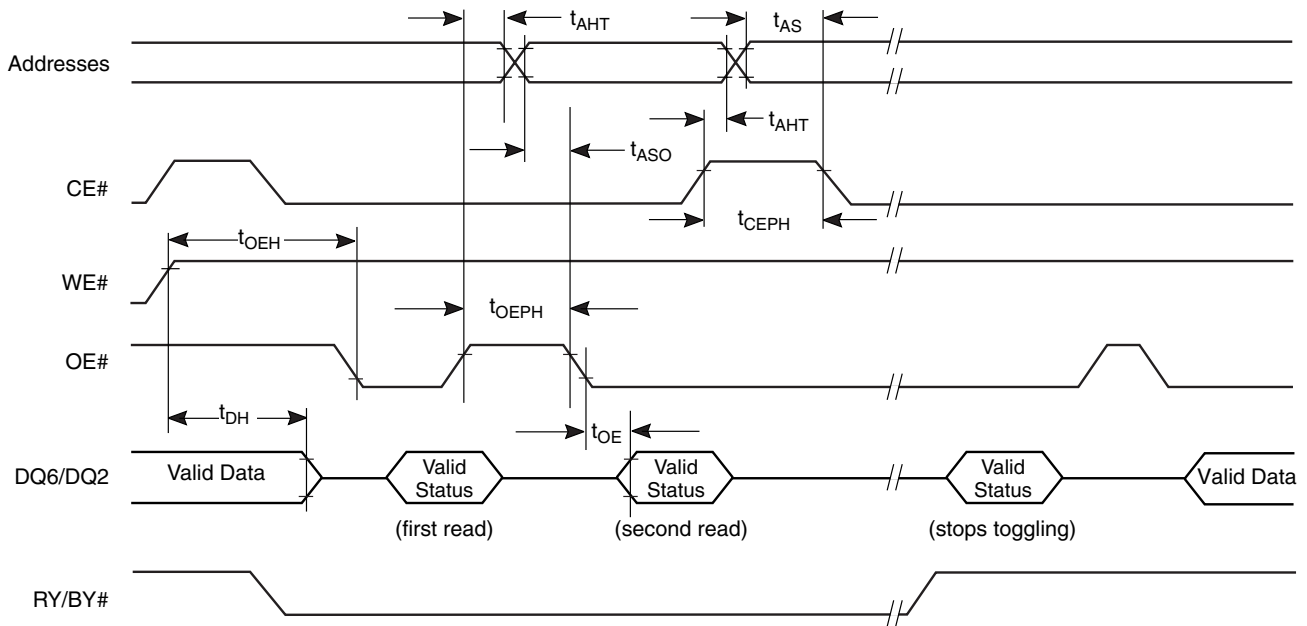 tAHT
tAS
Addresses
tAHT
tASO
CE#
tCEPH
tOEH
WE#
tOEPH
OE#
tDH
tOE
DQ6/DQ2
Valid Data
Valid
Status
Valid
Status
Valid
Status
Valid Data
(first read)
(second read)
(stops toggling)
RY/BY#